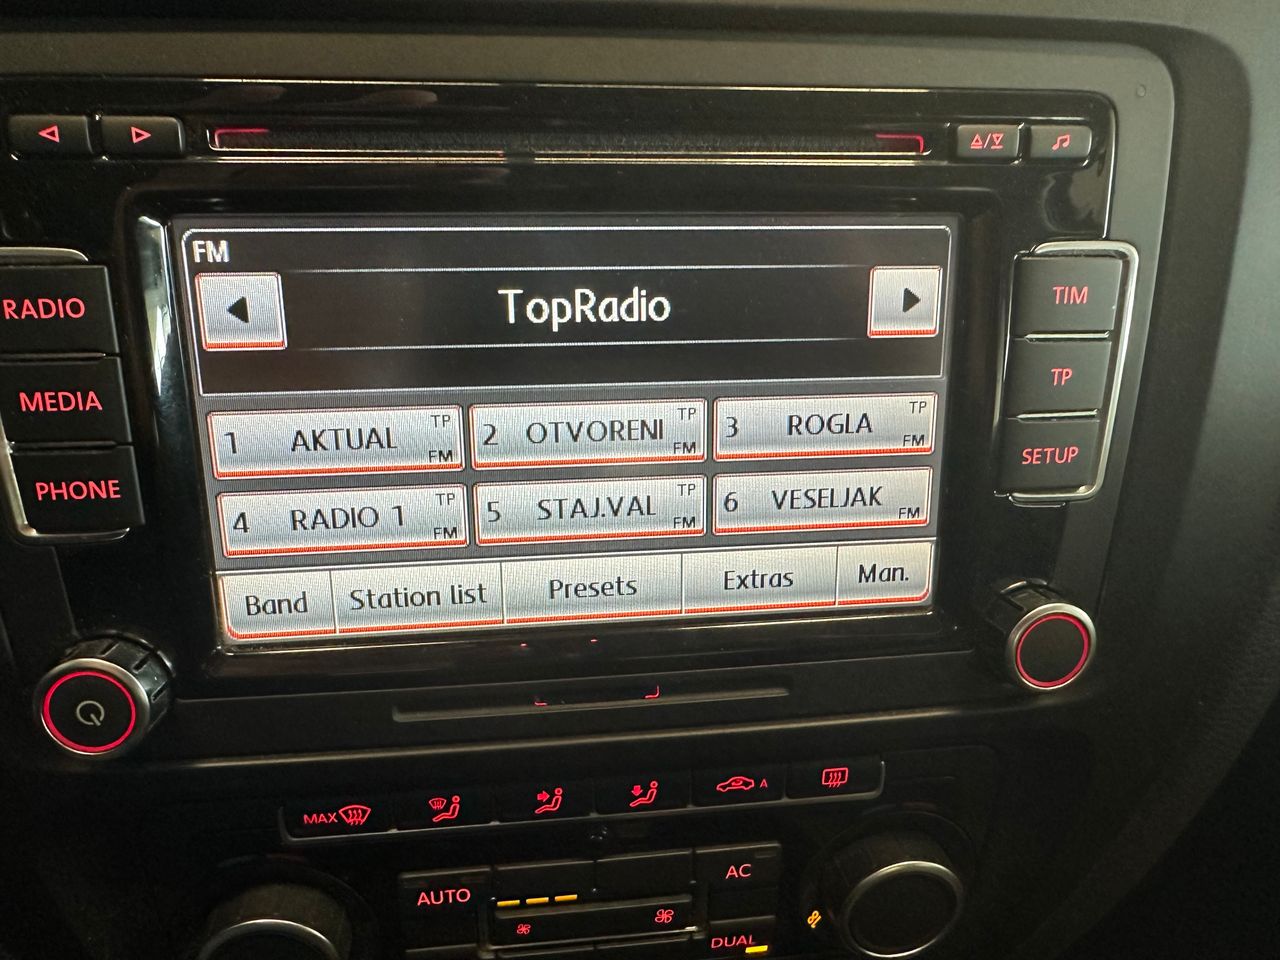 FM
TopRadio
RADIO
MEDIA
PHONE
TIM
TP
SETUP
1 AKTUAL TP FM
2 OTVORENI TP FM
3 ROGLA TP FM
4 RADIO 1 TP FM
5 STAJ.VAL TP FM
6 VESELJAK FM
Band Station list Presets Extras Man.
MAX A
AUTO AC
DUAL